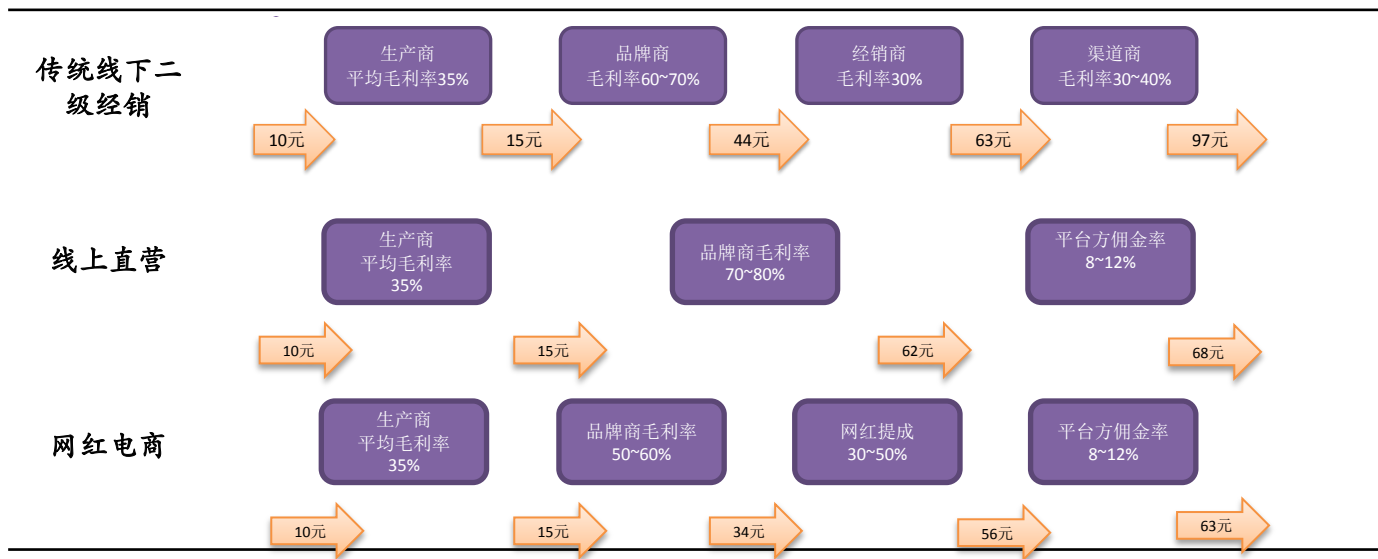 传统线下二
级经销
生产商
平均毛利率35%
品牌商
毛利率60~70%
经销商
毛利率30%
渠道商
毛利率30~40%
10元
15元
44元
63元
97元
线上直营
生产商
平均毛利率
35%
品牌商毛利率
70~80%
平台方佣金率
8~12%
10元
15元
62元
68元
网红电商
生产商
平均毛利率
35%
品牌商毛利率
50~60%
网红提成
30~50%
平台方佣金率
8~12%
10元
15元
34元
56元
63元